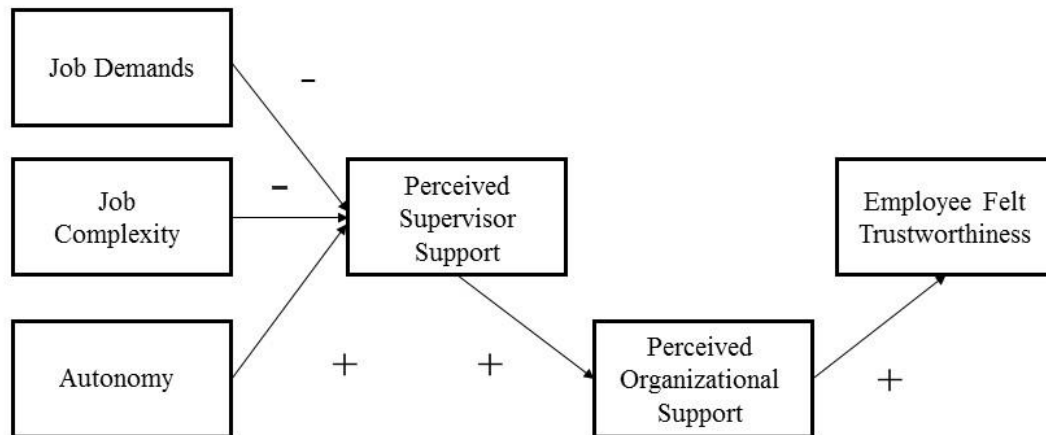 Job Demands
-
Job
Complexity
-
Perceived
Supervisor
Support
Employee Felt
Trustworthiness
Autonomy
+
+
Perceived
Organizational
Support
+